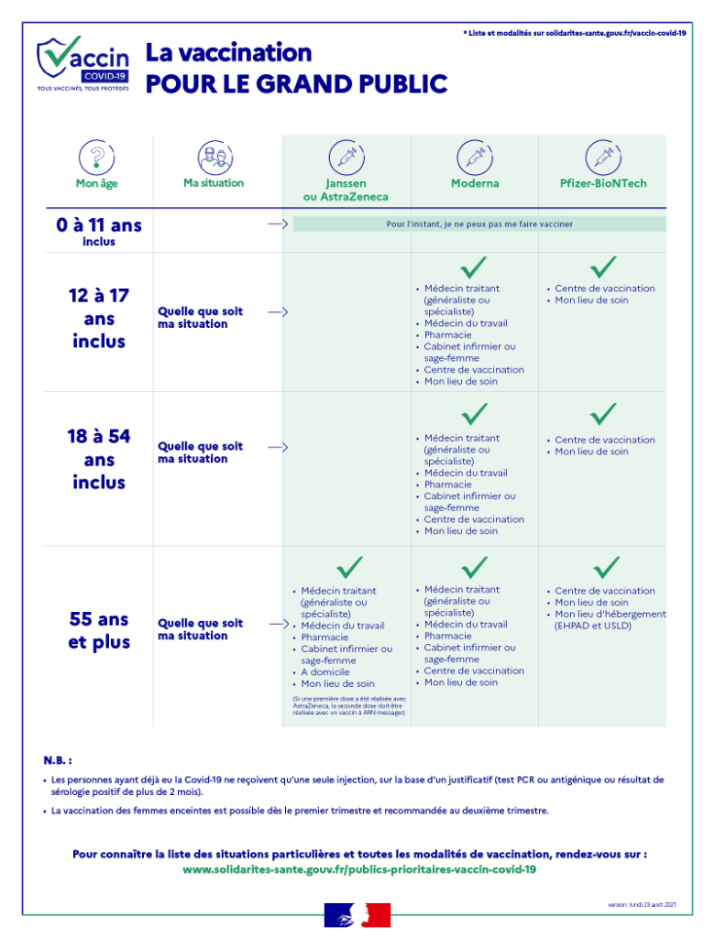 * Liste et modalités sur solidarites-sante.gouv.fr/vaccin-covid-19
Vaccin
COVID-19
TOUS VACCINÉS, TOUS PROTÉGÉS
La vaccination
POUR LE GRAND PUBLIC
Mon âge
Ma situation
Janssen
ou AstraZeneca
Moderna
Pfizer-BioNTech
0 à 11 ans
inclus
Pour l'instant, je ne peux pas me faire vacciner
12 à 17
ans
inclus
Quelle que soit
ma situation
• Médecin traitant
(généraliste ou
spécialiste)
• Médecin du travail
• Pharmacie
• Cabinet infirmier ou
sage-femme
• Centre de vaccination
• Mon lieu de soin
• Centre de vaccination
• Mon lieu de soin
18 à 54
ans
inclus
Quelle que soit
ma situation
• Médecin traitant
(généraliste ou
spécialiste)
• Médecin du travail
• Pharmacie
• Cabinet infirmier ou
sage-femme
• Centre de vaccination
• Mon lieu de soin
• Centre de vaccination
• Mon lieu de soin
55 ans
et plus
Quelle que soit
ma situation
• Médecin traitant
(généraliste ou
spécialiste)
• Médecin du travail
• Pharmacie
• Cabinet infirmier ou
sage-femme
• A domicile
• Mon lieu de soin
(Si une première dose a été réalisée avec
AstraZeneca, la seconde dose doit être
réalisée avec un vaccin à ARN messager)
• Médecin traitant
(généraliste ou
spécialiste)
• Médecin du travail
• Pharmacie
• Cabinet infirmier ou
sage-femme
• Centre de vaccination
• Mon lieu de soin
• Centre de vaccination
• Mon lieu de soin
• Mon lieu d'hébergement
(EHPAD et USLD)
N.B. :
• Les personnes ayant déjà eu la Covid-19 ne reçoivent qu'une seule injection, sur la base d'un justificatif (test PCR ou antigénique ou résultat de
sérologie positif de plus de 2 mois).
• La vaccination des femmes enceintes est possible dès le premier trimestre et recommandée au deuxième trimestre.
Pour connaître la liste des situations particulières et toutes les modalités de vaccination, rendez-vous sur :
www.solidarites-sante.gouv.fr/publics-prioritaires-vaccin-covid-19
version : lundi 23 août 2021